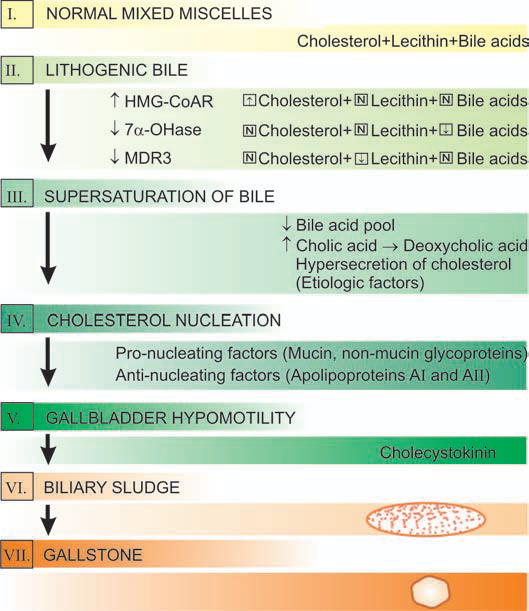 I. NORMAL MIXED MISCELLES
Cholesterol+Lecithin+Bile acids
II. LITHOGENIC BILE
↑ HMG-CoAR ↑Cholesterol+ N Lecithin+ N Bile acids
↓ 7α-OHase N Cholesterol+ N Lecithin+ ↓ Bile acids
↓ MDR3 N Cholesterol+ ↓ Lecithin+ N Bile acids
III. SUPERSATURATION OF BILE
↓ Bile acid pool
↑ Cholic acid → Deoxycholic acid
Hypersecretion of cholesterol
(Etiologic factors)
IV. CHOLESTEROL NUCLEATION
Pro-nucleating factors (Mucin, non-mucin glycoproteins)
Anti-nucleating factors (Apolipoproteins AI and AII)
V. GALLBLADDER HYPOMOTILITY
Cholecystokinin
VI. BILIARY SLUDGE
VII. GALLSTONE